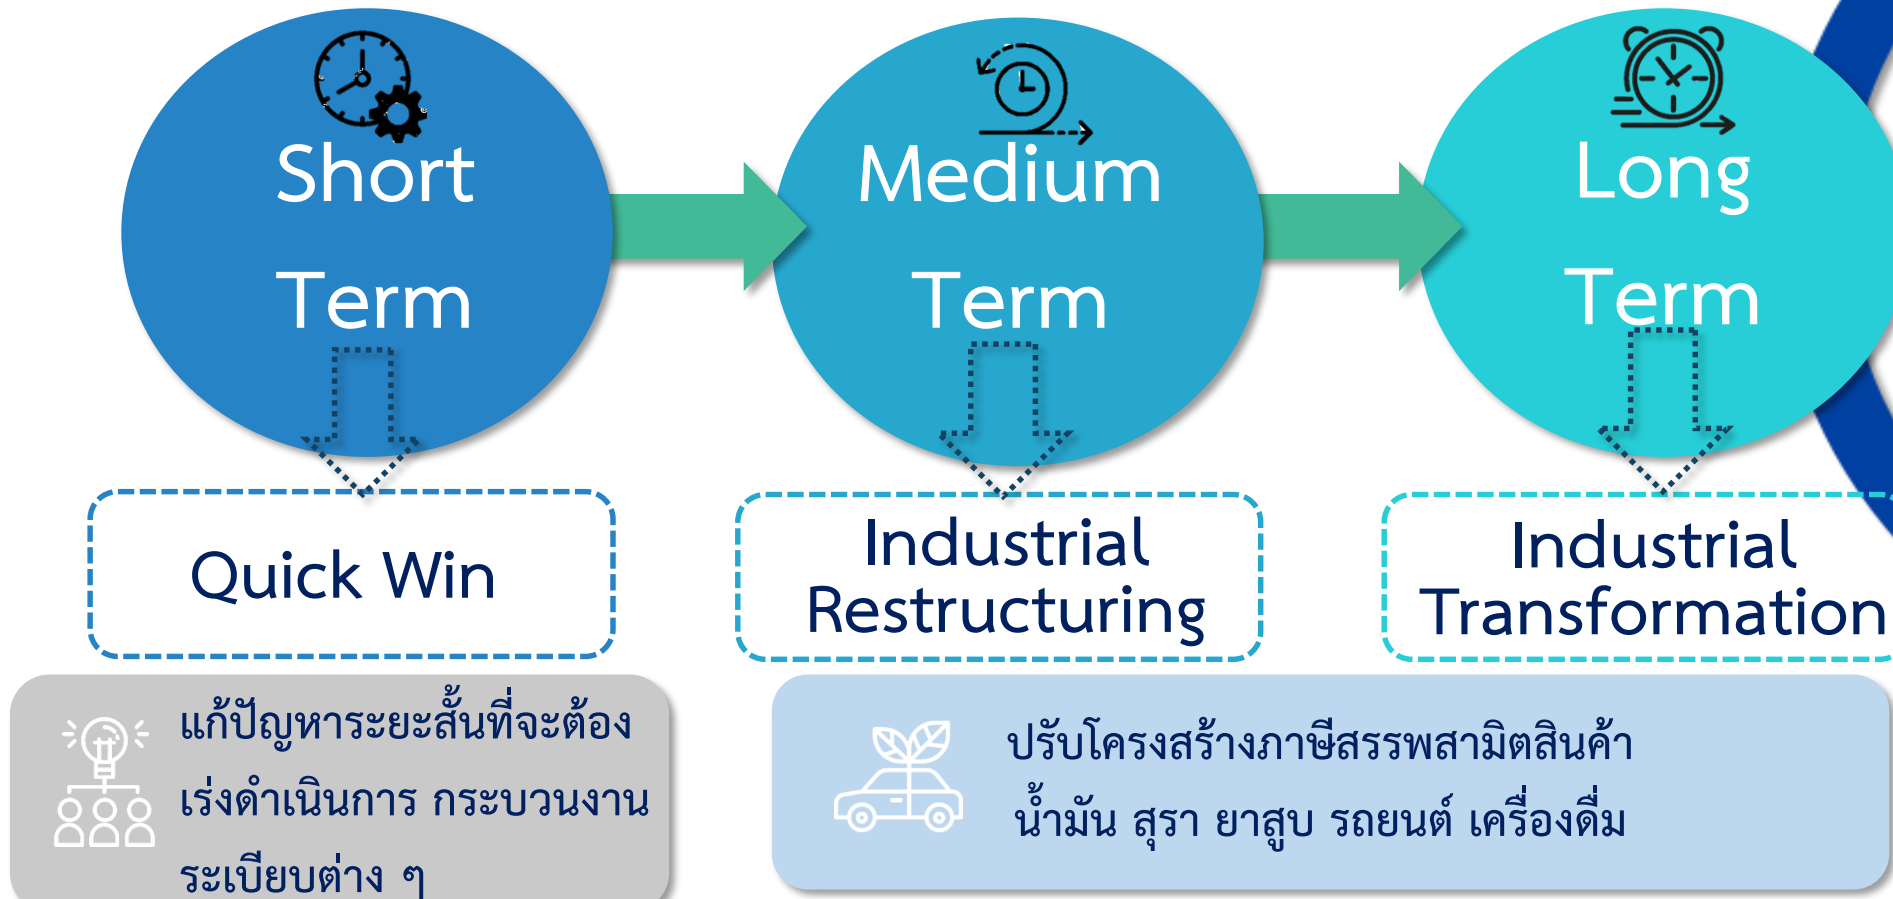 Short
Term
Medium
Term
Long
Term
Quick Win
Industrial
Restructuring
Industrial
Transformation
แก้ปัญหาระยะสั้นที่จะต้อง
เร่งดำเนินการ กระบวนงาน
ระเบียบต่าง ๆ
ปรับโครงสร้างภาษีสรรพสามิตสินค้า
น้ำมัน สุรา ยาสูบ รถยนต์ เครื่องดื่ม